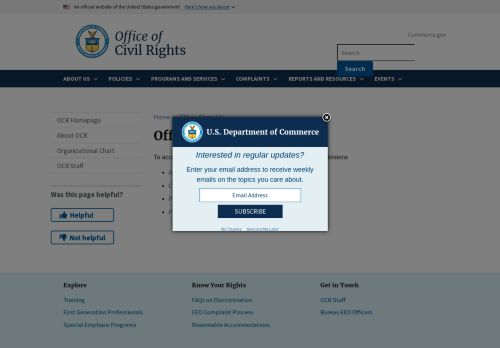 An official website of the United States government Here's how you know
Commerce.gov
Office of
Civil Rights
Search
Search
ABOUT US POLICIES PROGRAMS AND SERVICES COMPLAINTS REPORTS AND RESOURCES EVENTS
OCR Homepage
About OCR
Organizational Chart
OCR Staff
Was this page helpful?
Helpful
Not helpful
Home
Off
To acc
visions
U.S. Department of Commerce
Interested in regular updates?
Enter your email address to receive weekly
emails on the topics you care about.
Email Address
SUBSCRIBE
No Thanks Remind Me Later
Explore
Training
First Generation Professionals
Special Emphasis Programs
Know Your Rights
FAQs on Discrimination
EEO Complaint Process
Reasonable Accommodations
Get in Touch
OCR Staff
Bureau EEO Officers